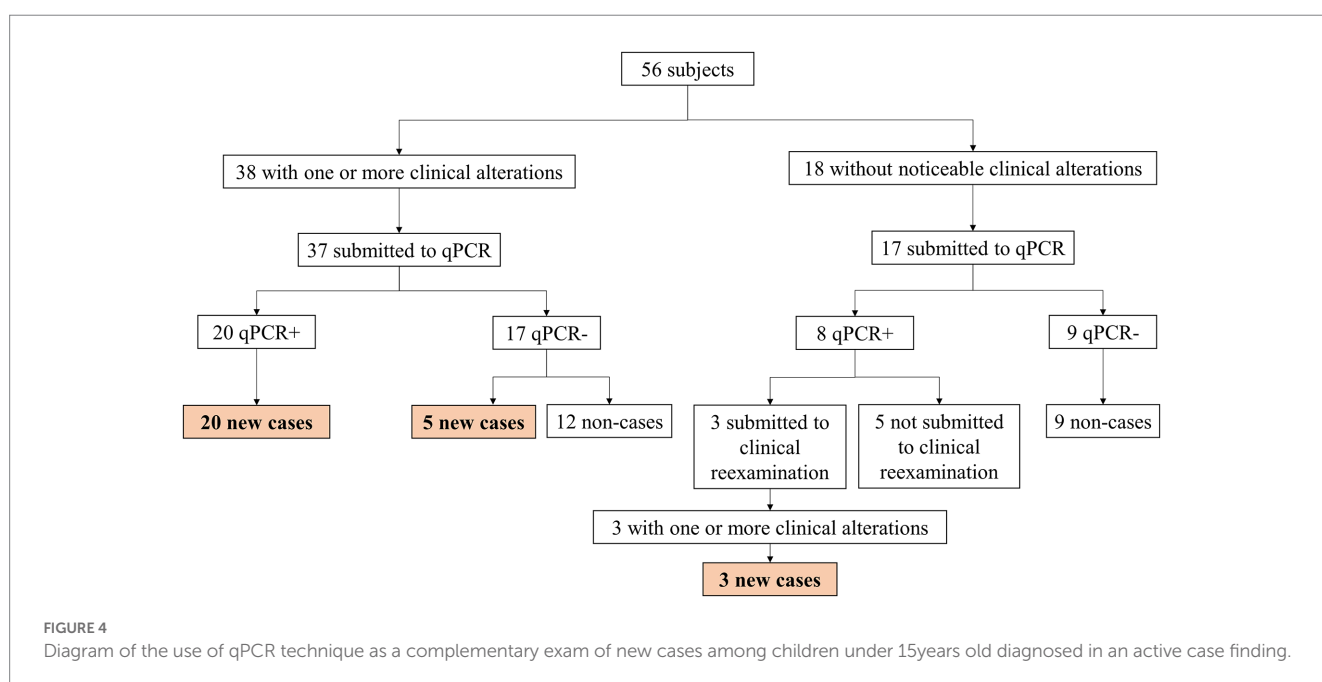 56 subjects
38 with one or more clinical alterations
18 without noticeable clinical alterations
37 submitted to qPCR
17 submitted to qPCR
20 qPCR+
17 qPCR-
8 qPCR+
9 qPCR-
20 new cases
5 new cases
12 non-cases
3 submitted to
clinical
reexamination
5 not submitted
to clinical
reexamination
9 non-cases
3 with one or more clinical alterations
3 new cases
FIGURE 4
Diagram of the use of qPCR technique as a complementary exam of new cases among children under 15years old diagnosed in an active case finding.